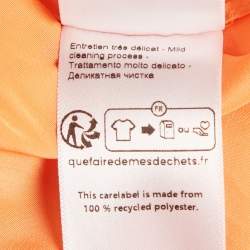 Entretien très délicat - Mild
cleaning process -
Trattamento molto delicato -
Деликатная чистка
FR
ou
quefairedemesdechets.fr
This carelabel is made from
100 % recycled polyester.